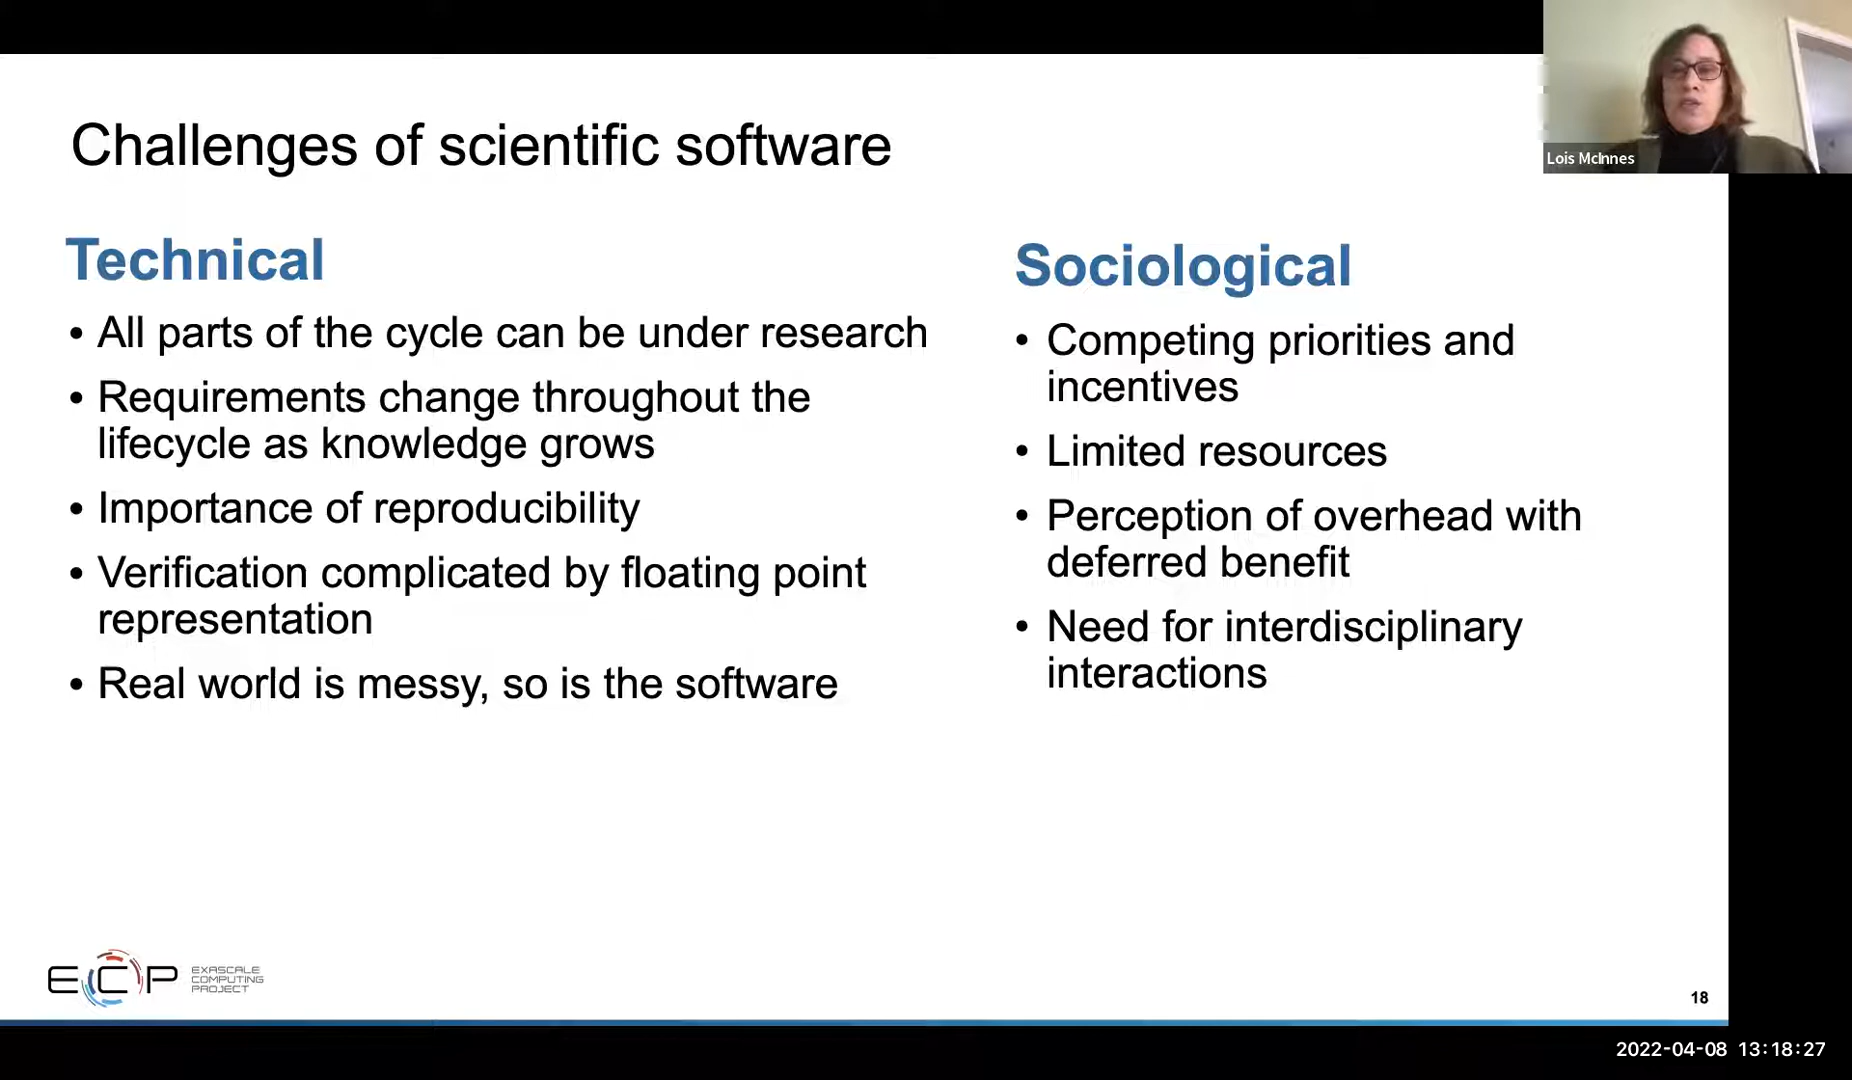 Challenges of scientific software
Lois McInnes
Technical
• All parts of the cycle can be under research
• Requirements change throughout the
lifecycle as knowledge grows
• Importance of reproducibility
• Verification complicated by floating point
representation
• Real world is messy, so is the software
Sociological
• Competing priorities and
incentives
• Limited resources
• Perception of overhead with
deferred benefit
• Need for interdisciplinary
interactions
ECP
EXASCALE
COMPUTING
PROJECT
18
2022-04-08 13:18:27